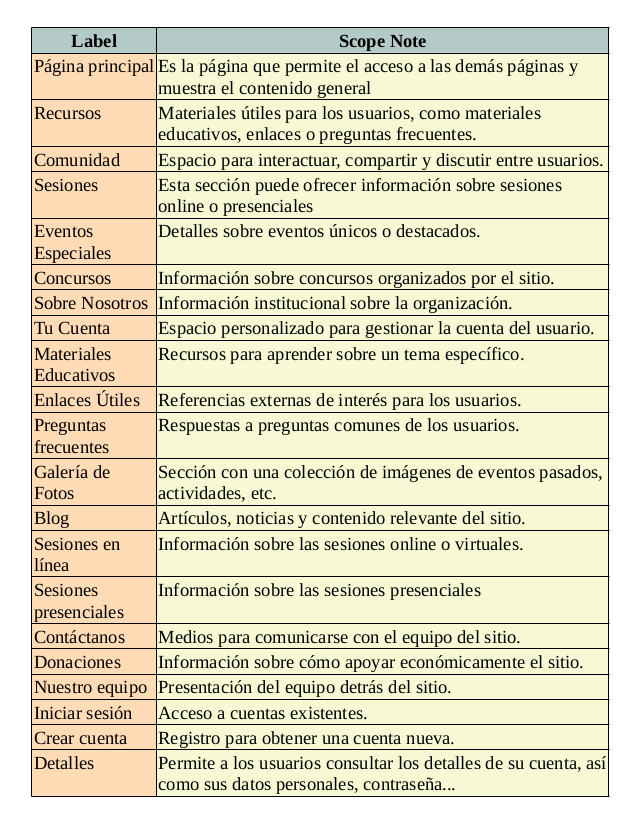 Label Scope Note
Página principal Es la página que permite el acceso a las demás páginas y
muestra el contenido general
Recursos Materiales útiles para los usuarios, como materiales
educativos, enlaces o preguntas frecuentes.
Comunidad Espacio para interactuar, compartir y discutir entre usuarios.
Sesiones Esta sección puede ofrecer información sobre sesiones
online o presenciales
Eventos Detalles sobre eventos únicos o destacados.
Especiales
Concursos Información sobre concursos organizados por el sitio.
Sobre Nosotros Información institucional sobre la organización.
Tu Cuenta Espacio personalizado para gestionar la cuenta del usuario.
Materiales Recursos para aprender sobre un tema específico.
Educativos
Enlaces Útiles Referencias externas de interés para los usuarios.
Preguntas Respuestas a preguntas comunes de los usuarios.
frecuentes
Galería de Sección con una colección de imágenes de eventos pasados,
Fotos actividades, etc.
Blog Artículos, noticias y contenido relevante del sitio.
Sesiones en Información sobre las sesiones online o virtuales.
línea
Sesiones Información sobre las sesiones presenciales
presenciales
Contáctanos Medios para comunicarse con el equipo del sitio.
Donaciones Información sobre cómo apoyar económicamente el sitio.
Nuestro equipo Presentación del equipo detrás del sitio.
Iniciar sesión Acceso a cuentas existentes.
Crear cuenta Registro para obtener una cuenta nueva.
Detalles Permite a los usuarios consultar los detalles de su cuenta, así
como sus datos personales, contraseña...